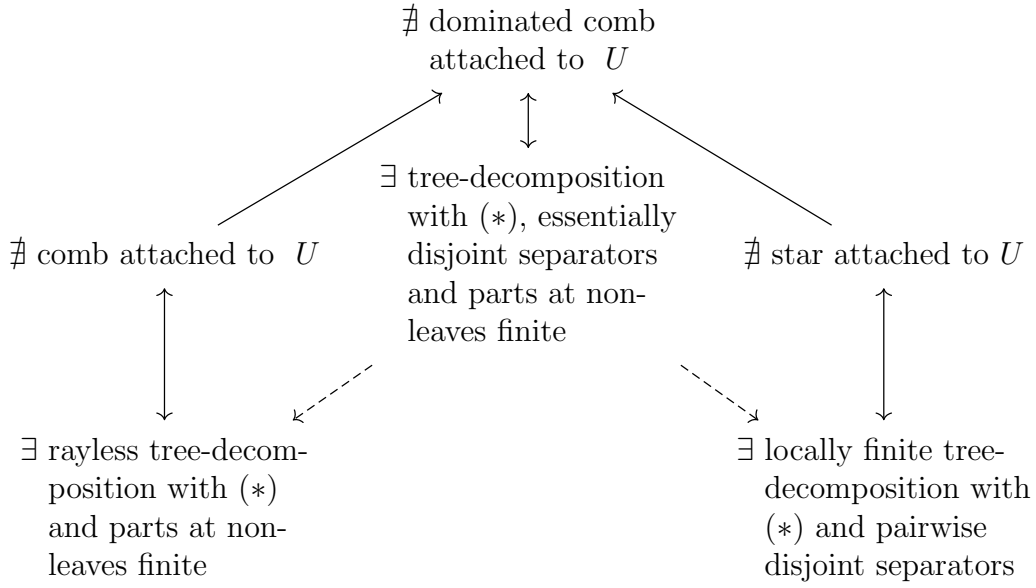 ∄ dominated comb
attached to U
∃ tree-decomposition
with (∗), essentially
disjoint separators
and parts at non-
leaves finite
∄ comb attached to U
∄ star attached to U
∃ rayless tree-decom-
position with (∗)
and parts at non-
leaves finite
∃ locally finite tree-
decomposition with
(∗) and pairwise
disjoint separators